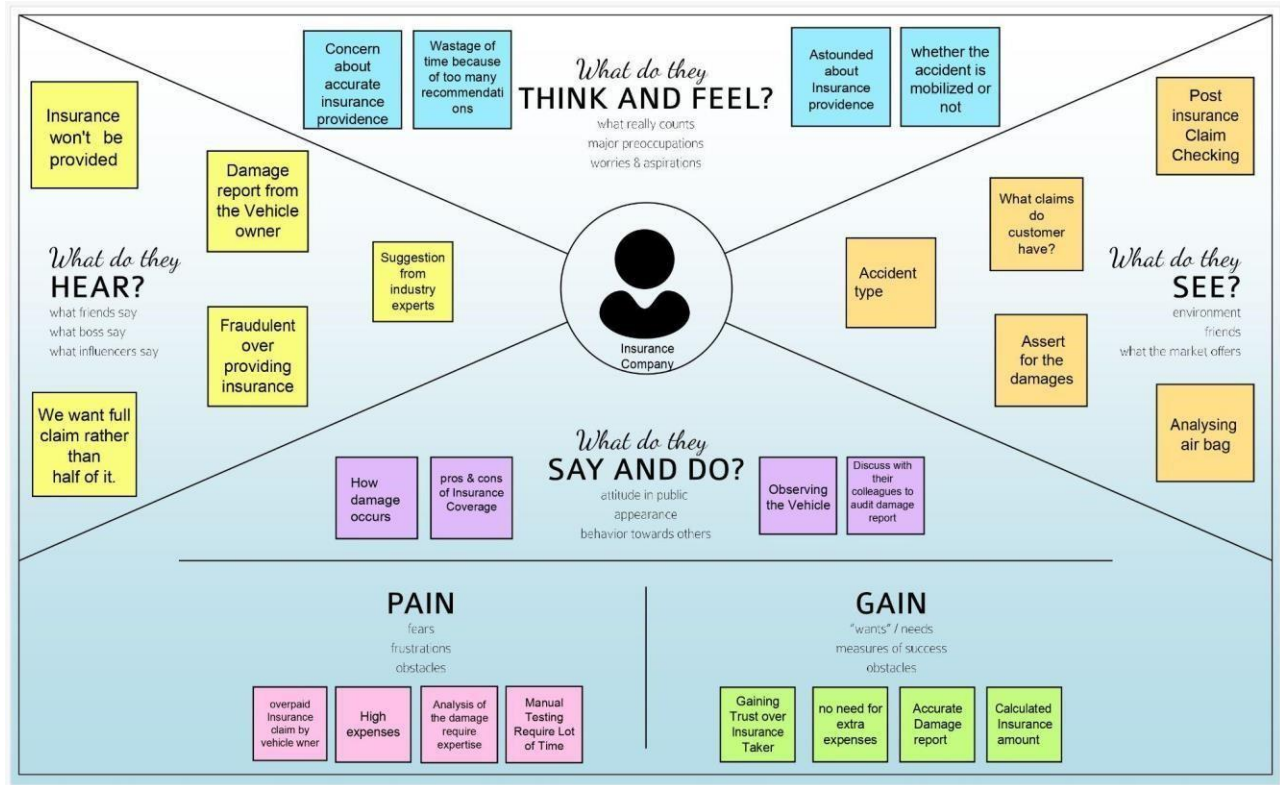 What do they
THINK AND FEEL?
what really counts
major preoccupations
worries & aspirations
Concern
about
accurate
insurance
providence
Wastage of
time because
of too many
recommendati
ons
Astounded
about
Insurance
providence
whether the
accident is
mobilized or
not
What do they
HEAR?
what friends say
what boss say
what influencers say
Insurance
won't be
provided
Damage
report from
the Vehicle
owner
Suggestion
from
industry
experts
Fraudulent
over
providing
insurance
We want full
claim rather
than
half of it.
Insurance
Company
What do they
SEE?
environment
friends
what the market offers
Post
insurance
Claim
Checking
What claims
do
customer
have?
Accident
type
Assert
for the
damages
Analysing
air bag
What do they
SAY AND DO?
attitude in public
appearance
behavior towards others
How
damage
occurs
pros & cons
of Insurance
Coverage
Observing
the Vehicle
Discuss with
their
colleagues to
audit damage
report
PAIN
fears
frustrations
obstacles
overpaid
Insurance
claim by
vehicle wner
High
expenses
Analysis of
the damage
require
expertise
Manual
Testing
Require Lot
of Time
GAIN
"wants" / needs
measures of success
obstacles
Gaining
Trust over
Insurance
Taker
no need for
extra
expenses
Accurate
Damage
report
Calculated
Insurance
amount